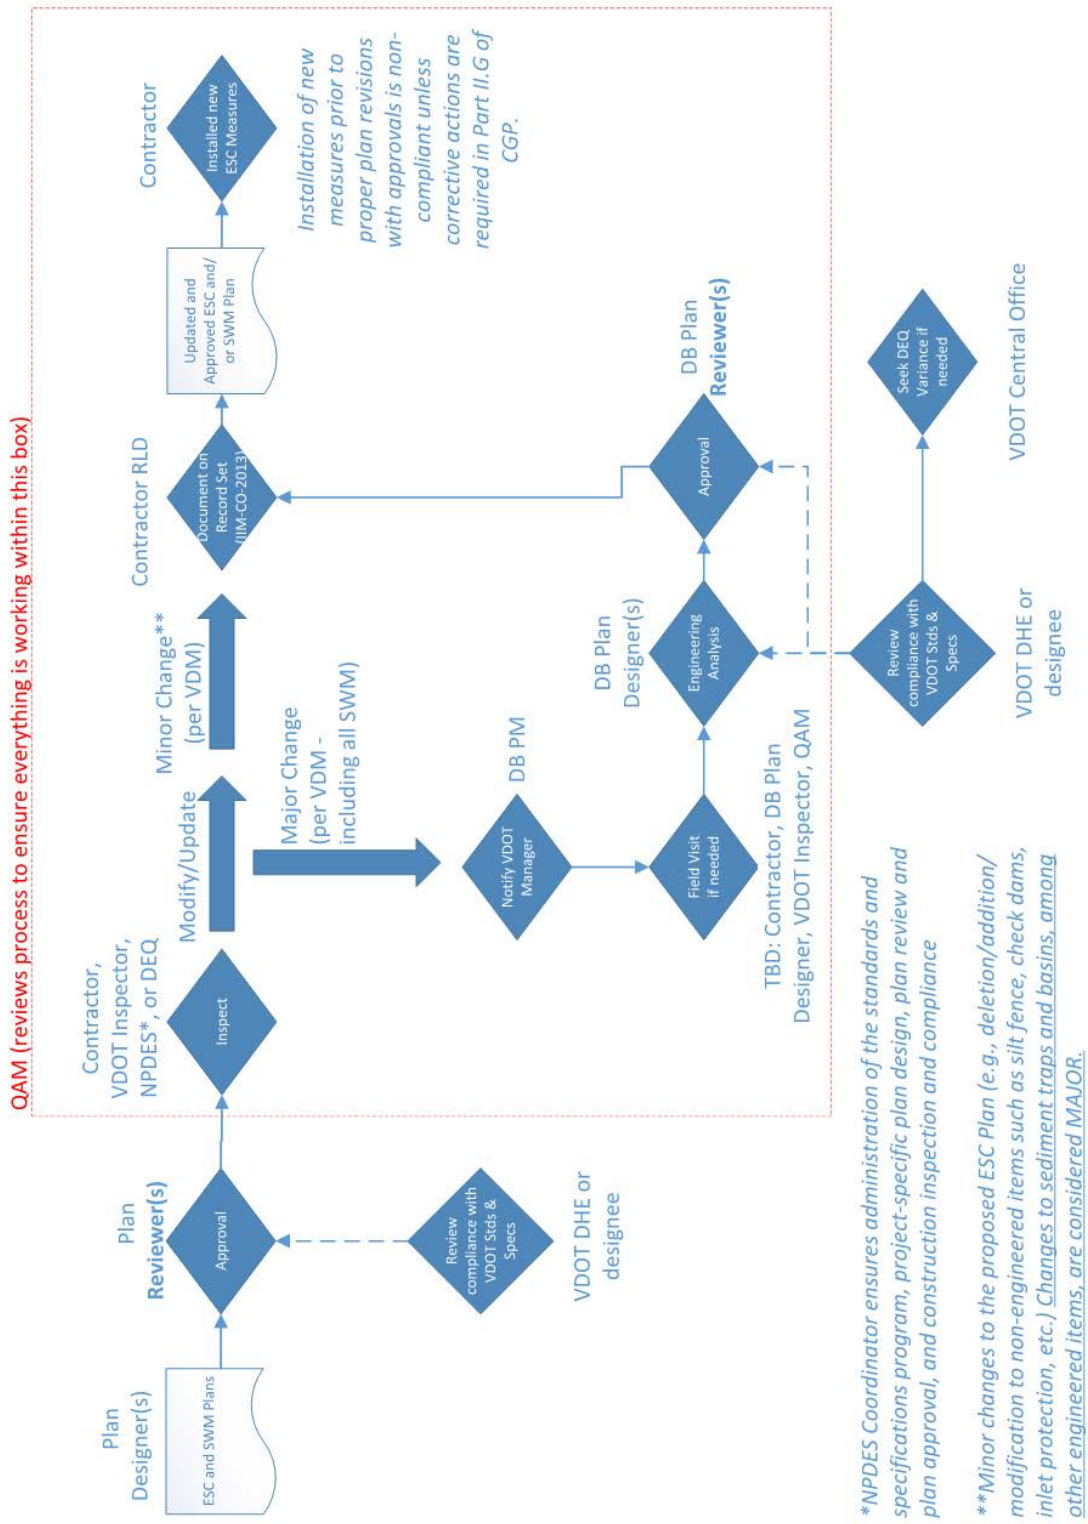 QAM (reviews process to ensure everything is working within this box)
Plan
Designer(s)
ESC and SWM Plans
Plan
Reviewer(s)
Approval
Review
compliance with
VDOT Stds &
Specs
VDOT DHE or
designee
Contractor,
VDOT Inspector,
NPDES*, or DEQ
Inspect
Modify/Update
Minor Change**
(per VDM)
Major Change
(per VDM -
including all SWM)
Contractor RLD
Document on
Record Set
(IIM-CO-2013)
Updated and
Approved ESC and/
or SWM Plan
Contractor
Installed new
ESC Measures
Installation of new
measures prior to
proper plan revisions
with approvals is non-
compliant unless
corrective actions are
required in Part II.G of
CGP.
DB PM
Notify VDOT
Manager
Field Visit
if needed
TBD: Contractor, DB Plan
Designer, VDOT Inspector, QAM
DB Plan
Designer(s)
Engineering
Analysis
DB Plan
Reviewer(s)
Approval
Review
compliance with
VDOT Stds &
Specs
VDOT DHE or
designee
Seek DEQ
Variance if
needed
VDOT Central Office
*NPDES Coordinator ensures administration of the standards and
specifications program, project-specific plan design, plan review and
plan approval, and construction inspection and compliance
**Minor changes to the proposed ESC Plan (e.g., deletion/addition/
modification to non-engineered items such as silt fence, check dams,
inlet protection, etc.) Changes to sediment traps and basins, among
other engineered items, are considered MAJOR.